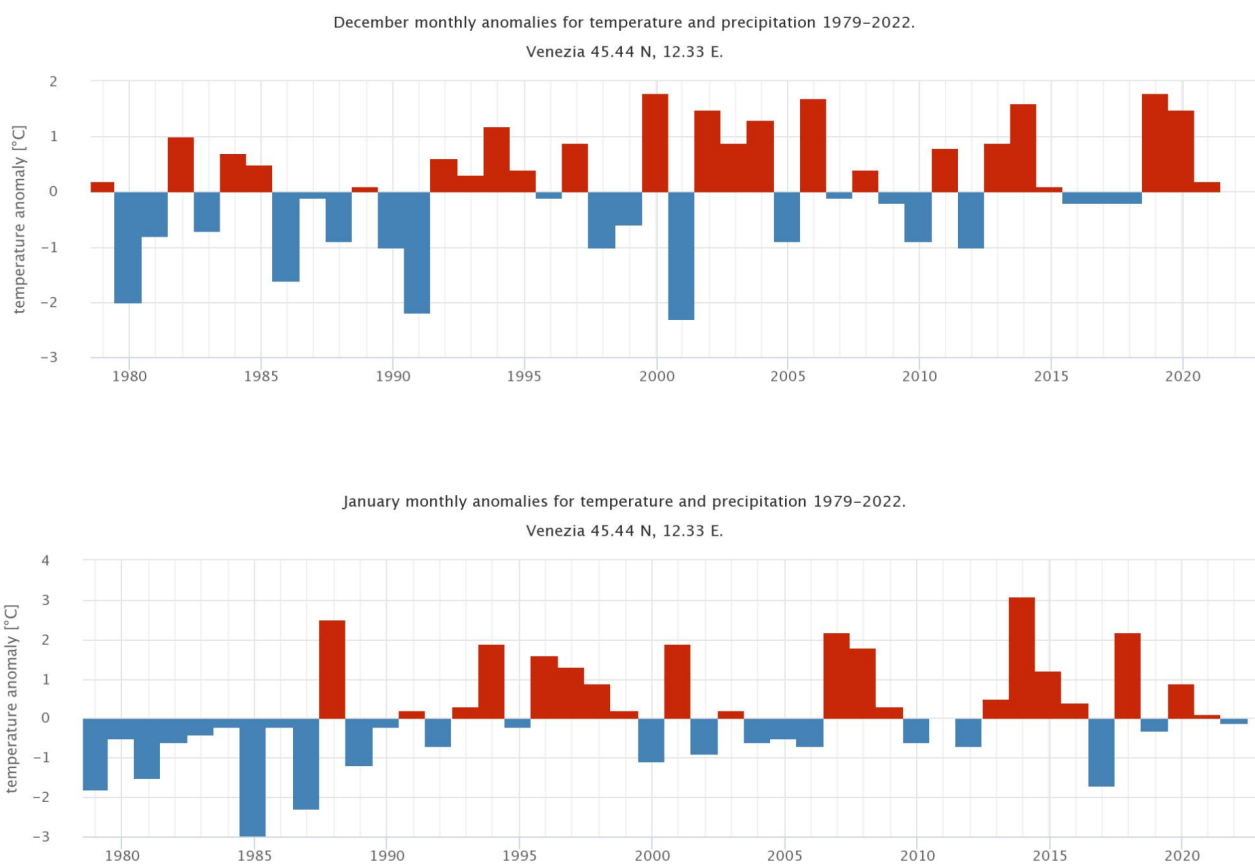 December monthly anomalies for temperature and precipitation 1979-2022.
Venezia 45.44 N, 12.33 E.
temperature anomaly [°C]
2
1
0
−1
−2
−3
1980 1985 1990 1995 2000 2005 2010 2015 2020
January monthly anomalies for temperature and precipitation 1979-2022.
Venezia 45.44 N, 12.33 E.
temperature anomaly [°C]
4
3
2
1
0
−1
−2
−3
1980 1985 1990 1995 2000 2005 2010 2015 2020